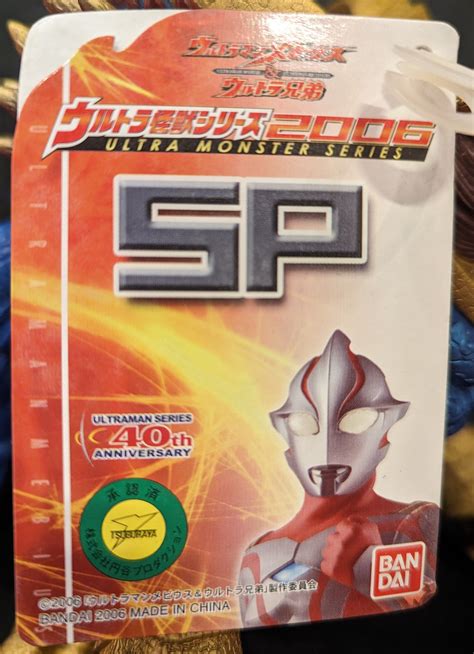 ウルトラマンメビウス
&
ウルトラ兄弟
ウルトラ怪獣シリーズ2006
ULTRA MONSTER SERIES
SP
ULTRAMAN SERIES
40th
ANNIVERSARY
承認済
TSUBURAYA
株式会社円谷プロダクション
BAN
DAI
©2006「ウルトラマンメビウス&ウルトラ兄弟」製作委員会
BANDAI 2006 MADE IN CHINA
ULTRAMAN MEBIUS